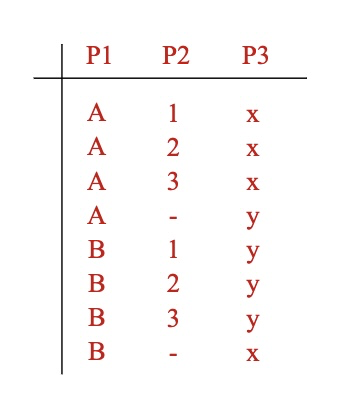 P1 P2 P3
A 1 x
A 2 x
A 3 x
A - y
B 1 y
B 2 y
B 3 y
B - x